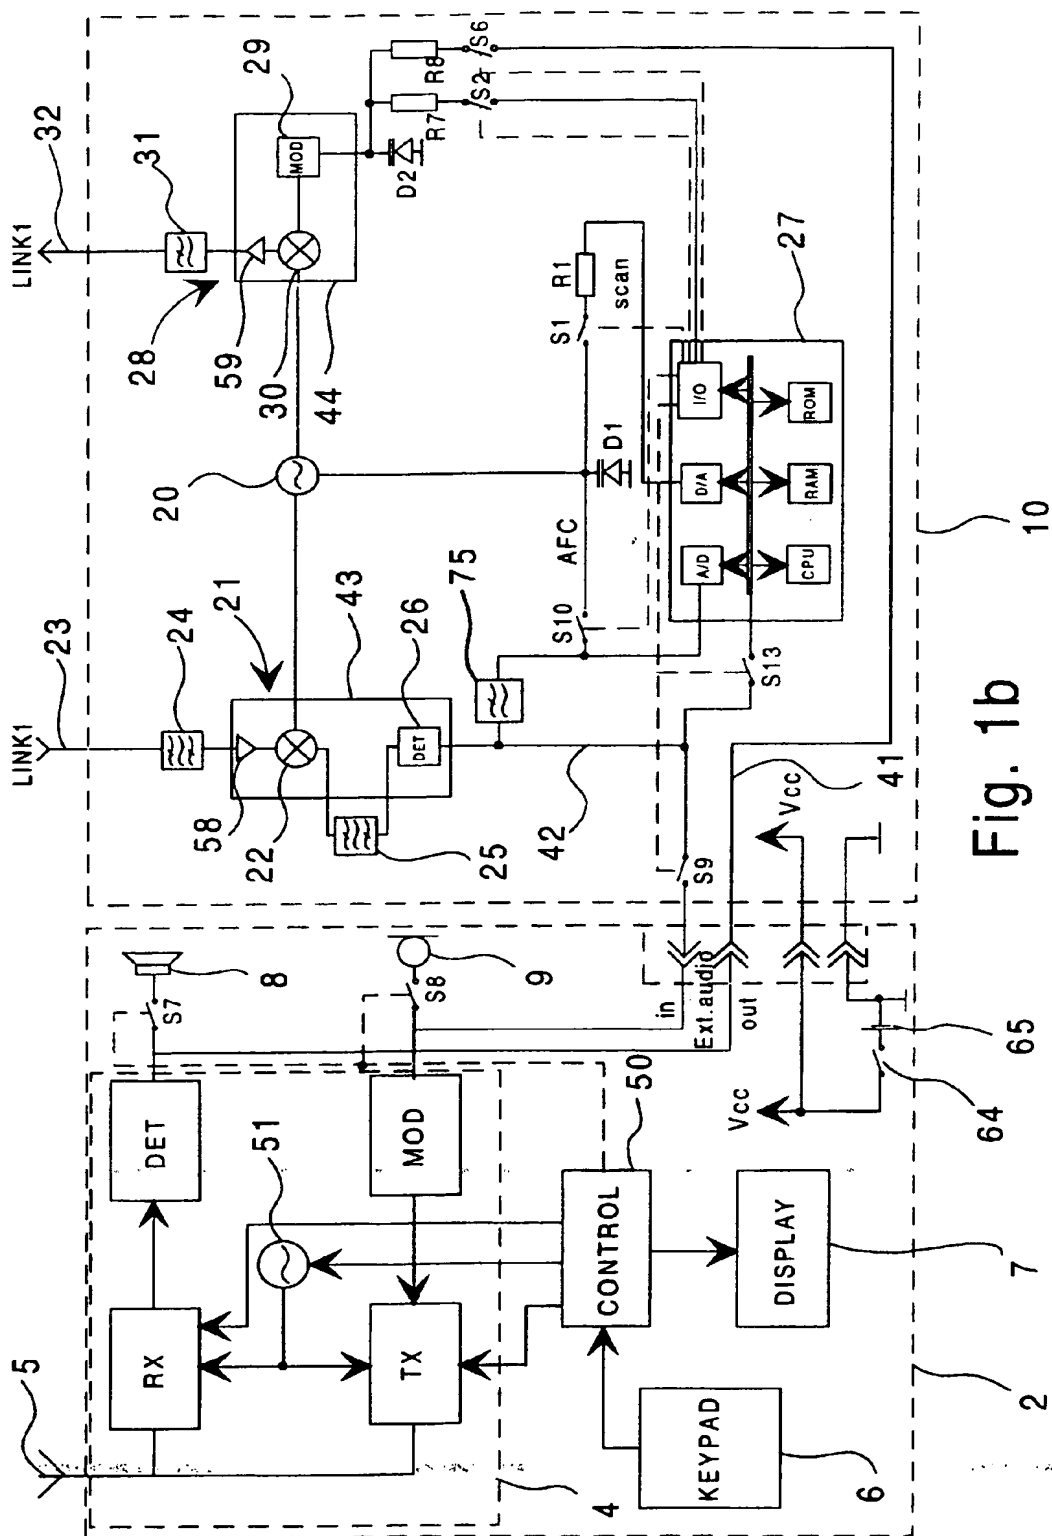 5
RX
DET
S7
8
51
TX
MOD
S8
9
4
KEYPAD
6
CONTROL
50
DISPLAY
7
2
in
Ext.audio
out
Vcc
64
65
LINK1
23
24
58
22
21
43
25
DET
26
75
42
S9
S13
S10
AFC
20
LINK1
32
31
28
59
30
44
MOD
29
D2
R7
R8
S2
S6
S1
R1
scan
D1
A/D
D/A
I/O
CPU
RAM
ROM
27
Vcc
41
10
Fig. 1b